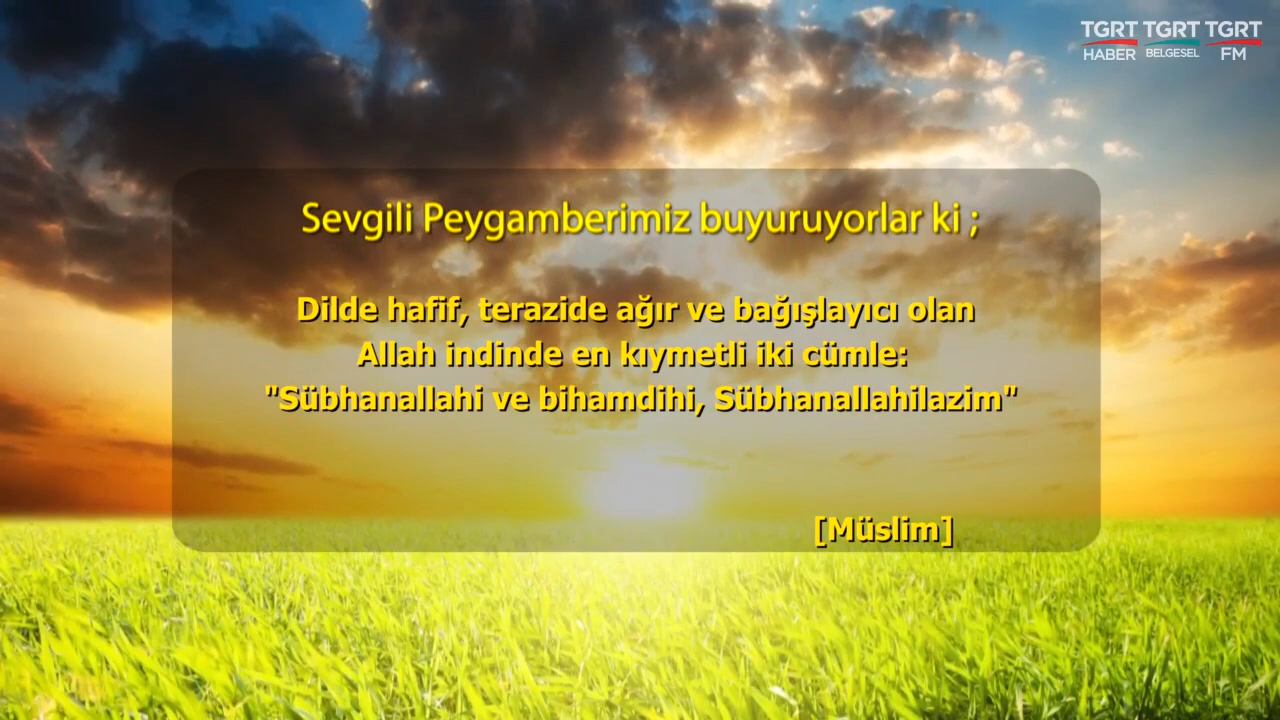 TGRT TGRT TGRT
HABER BELGESEL FM
Sevgili Peygamberimiz buyuruyorlar ki ;
Dilde hafif, terazide ağır ve bağışlayıcı olan
Allah indinde en kıymetli iki cümle:
"Sübhanallahi ve bihamdihi, Sübhanallahilazim"
[Müslim]